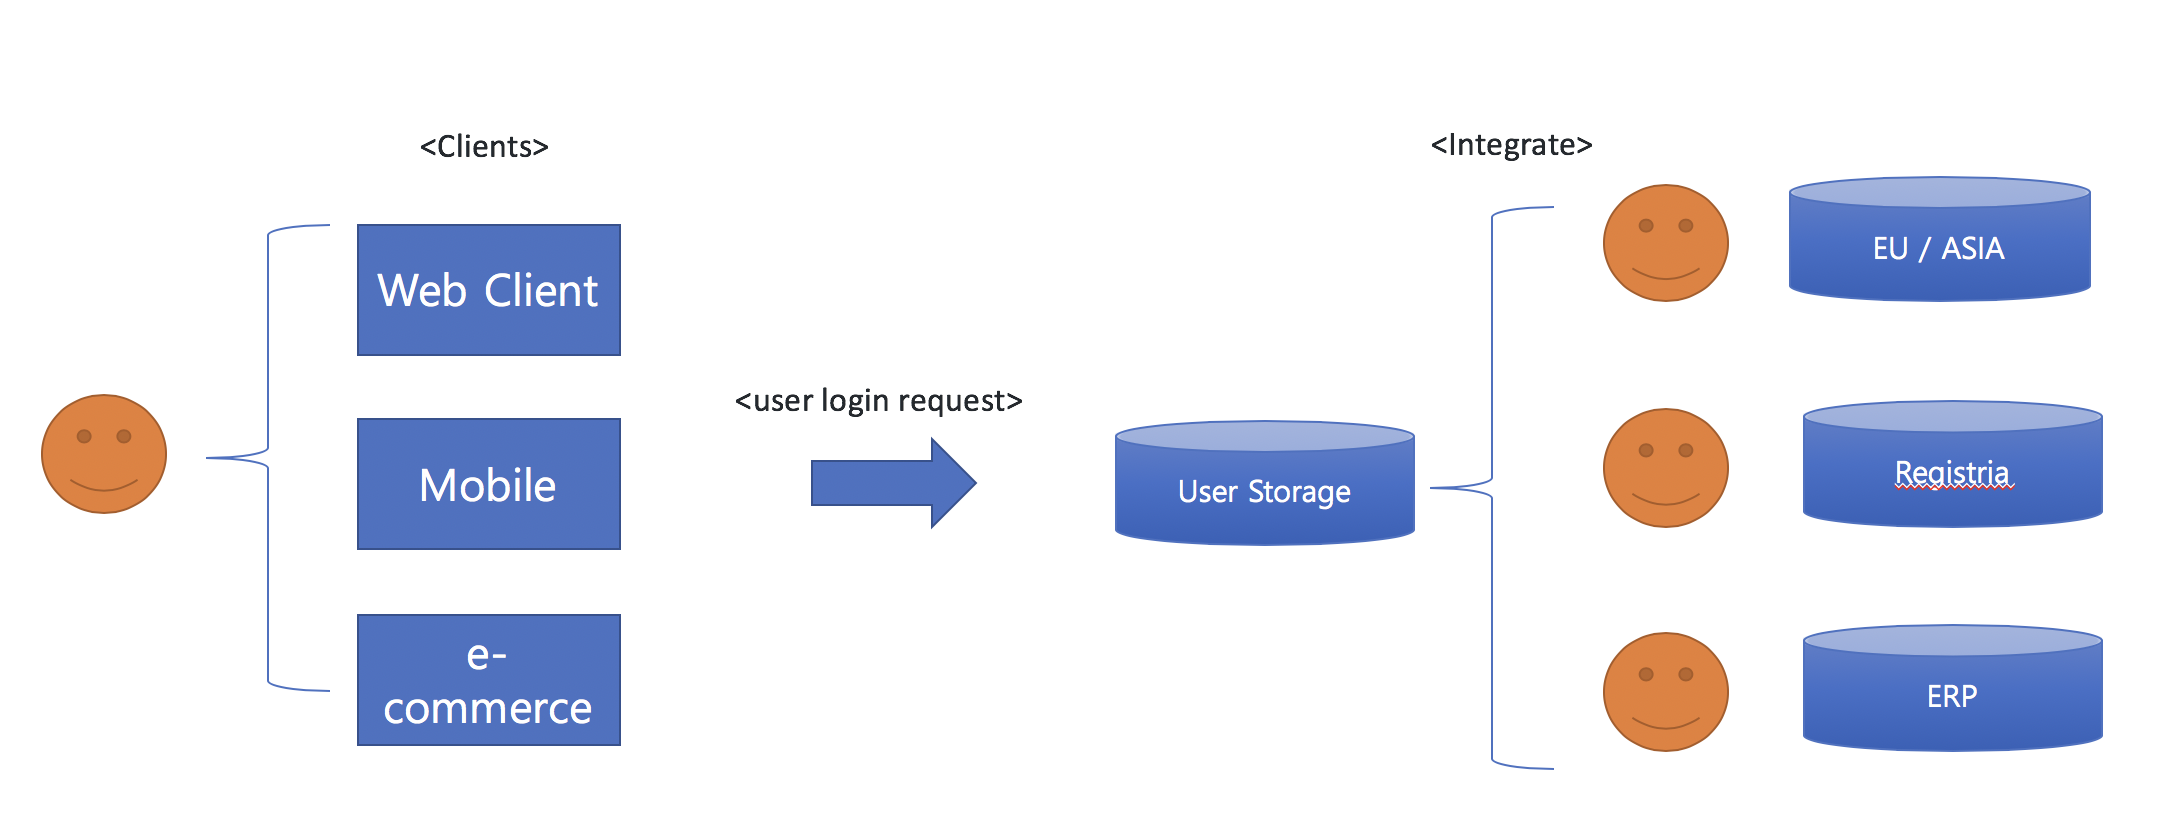 <Clients>
Web Client
Mobile
e-
commerce
<user login request>
User Storage
<Integrate>
EU / ASIA
Registria
ERP